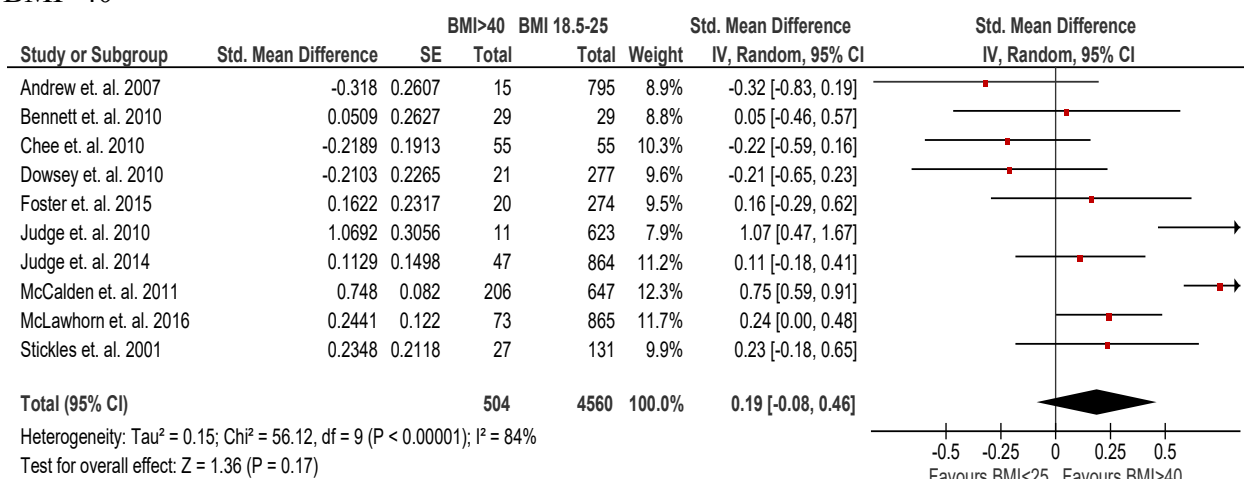 BMI>40 BMI 18.5-25 Std. Mean Difference Std. Mean Difference
Study or Subgroup Std. Mean Difference SE Total Total Weight IV, Random, 95% CI IV, Random, 95% CI
Andrew et. al. 2007 -0.318 0.2607 15 795 8.9% -0.32 [-0.83, 0.19]
Bennett et. al. 2010 0.0509 0.2627 29 29 8.8% 0.05 [-0.46, 0.57]
Chee et. al. 2010 -0.2189 0.1913 55 55 10.3% -0.22 [-0.59, 0.16]
Dowsey et. al. 2010 -0.2103 0.2265 21 277 9.6% -0.21 [-0.65, 0.23]
Foster et. al. 2015 0.1622 0.2317 20 274 9.5% 0.16 [-0.29, 0.62]
Judge et. al. 2010 1.0692 0.3056 11 623 7.9% 1.07 [0.47, 1.67]
Judge et. al. 2014 0.1129 0.1498 47 864 11.2% 0.11 [-0.18, 0.41]
McCalden et. al. 2011 0.748 0.082 206 647 12.3% 0.75 [0.59, 0.91]
McLawhorn et. al. 2016 0.2441 0.122 73 865 11.7% 0.24 [0.00, 0.48]
Stickles et. al. 2001 0.2348 0.2118 27 131 9.9% 0.23 [-0.18, 0.65]
Total (95% CI) 504 4560 100.0% 0.19 [-0.08, 0.46]
Heterogeneity: Tau² = 0.15; Chi² = 56.12, df = 9 (P < 0.00001); I² = 84%
Test for overall effect: Z = 1.36 (P = 0.17)
-0.5 -0.25 0 0.25 0.5
Favours BMI<25 Favours BMI>40